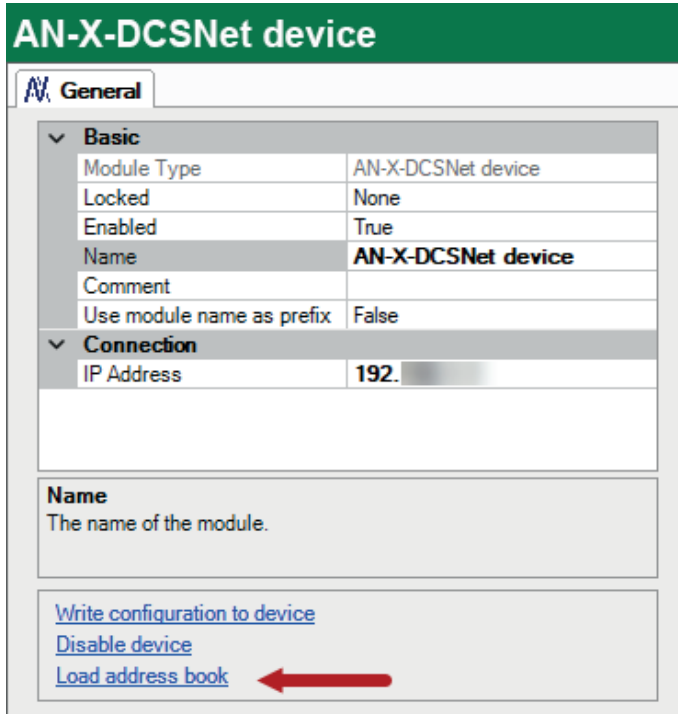 AN-X-DCSNet device
General
Basic
Module Type AN-X-DCSNet device
Locked None
Enabled True
Name AN-X-DCSNet device
Comment
Use module name as prefix False
Connection
IP Address 192.
Name
The name of the module.
Write configuration to device
Disable device
Load address book